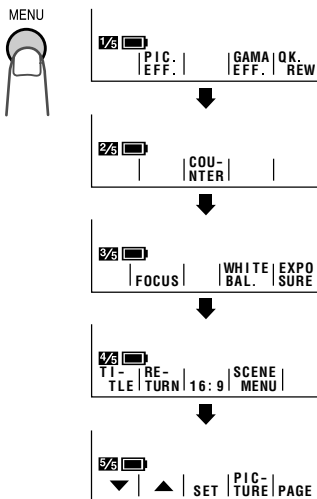 MENU
1/5
PIC. GAMA QK.
EFF. EFF. REW
2/5
COU-
NTER
3/5
WHITE EXPO
FOCUS BAL. SURE
4/5
TI- RE- SCENE
TLE TURN 16:9 MENU
5/5
PIC-
SET TURE PAGE